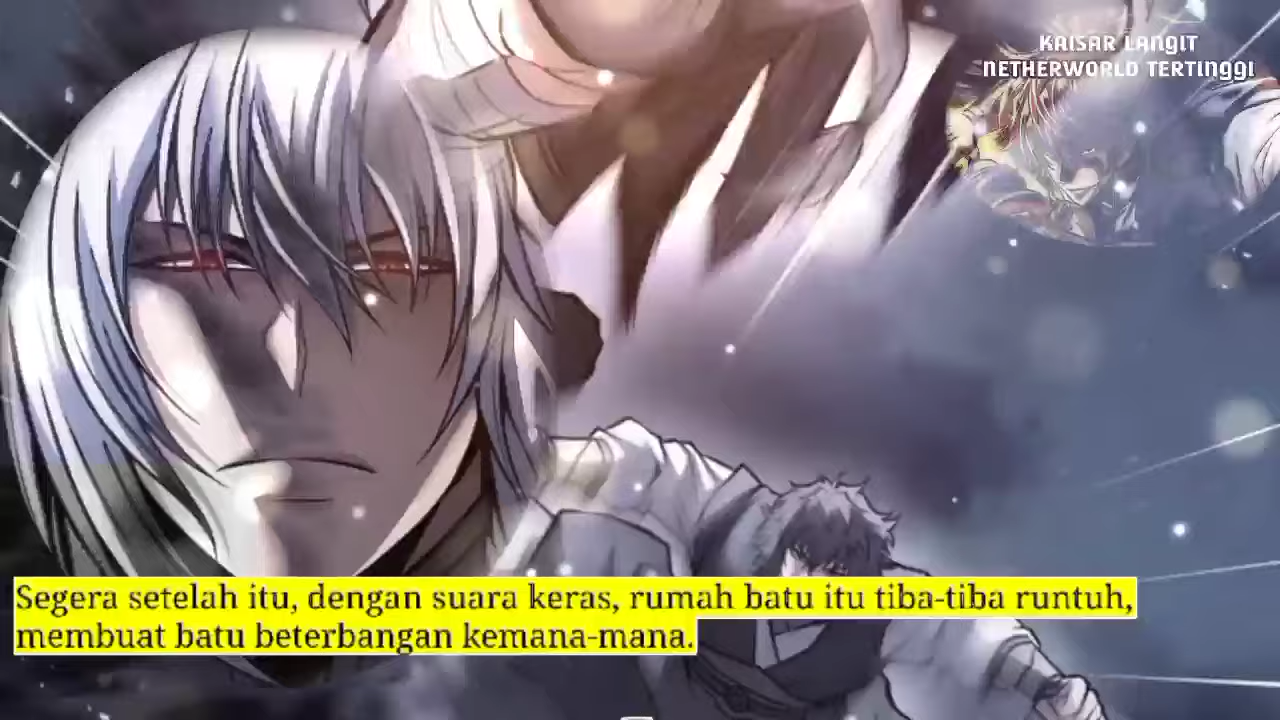 KAISAR LANGIT
NETHERWORLD TERTINGGI
Segera setelah itu, dengan suara keras, rumah batu itu tiba-tiba runtuh,
membuat batu beterbangan kemana-mana.